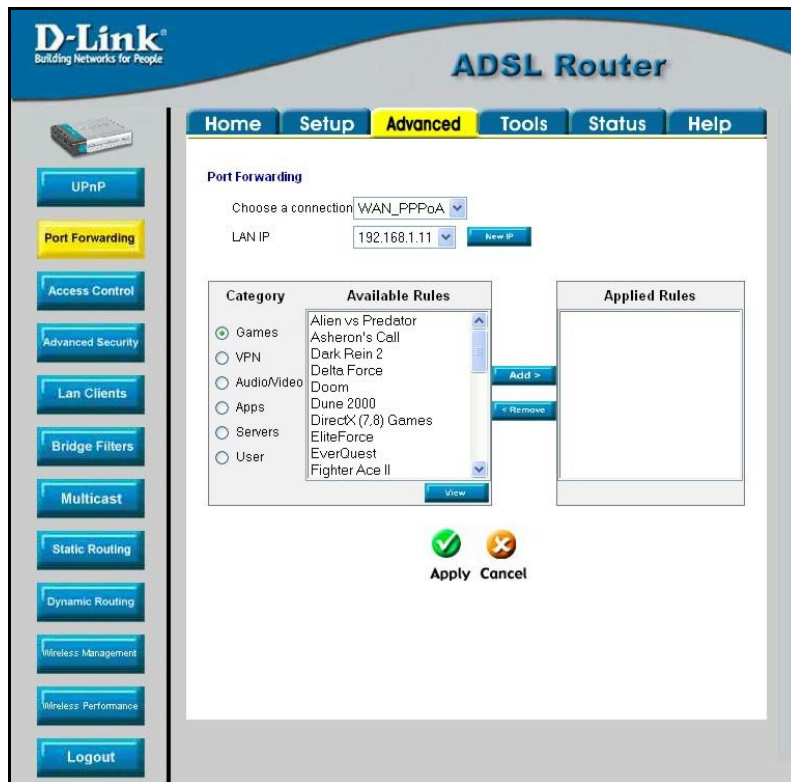 D-Link®
Building Networks for People
ADSL Router
Home Setup Advanced Tools Status Help
UPnP
Port Forwarding
Access Control
Advanced Security
Lan Clients
Bridge Filters
Multicast
Static Routing
Dynamic Routing
Wireless Management
Wireless Performance
Logout
Port Forwarding
Choose a connection WAN_PPPoA
LAN IP 192.168.1.11 New IP
Category
Games
VPN
Audio/Video
Apps
Servers
User
Available Rules
Alien vs Predator
Asheron's Call
Dark Rein 2
Delta Force
Doom
Dune 2000
DirectX (7,8) Games
EliteForce
EverQuest
Fighter Ace II
View
Add >
< Remove
Applied Rules
Apply Cancel